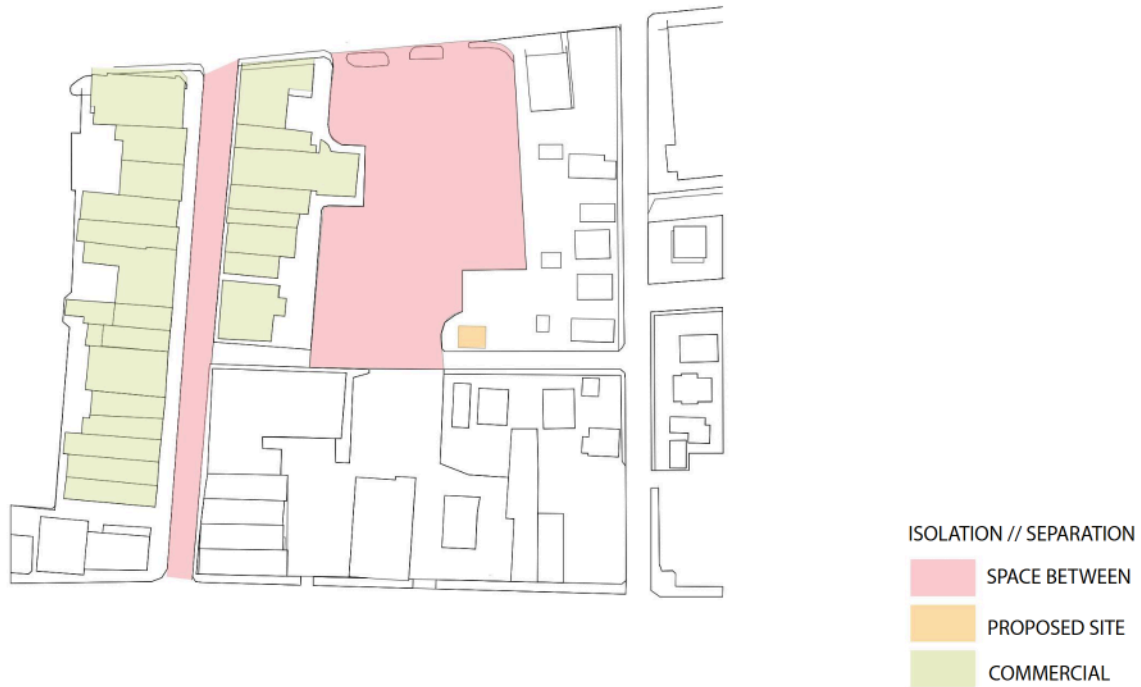 ISOLATION // SEPARATION
SPACE BETWEEN
PROPOSED SITE
COMMERCIAL